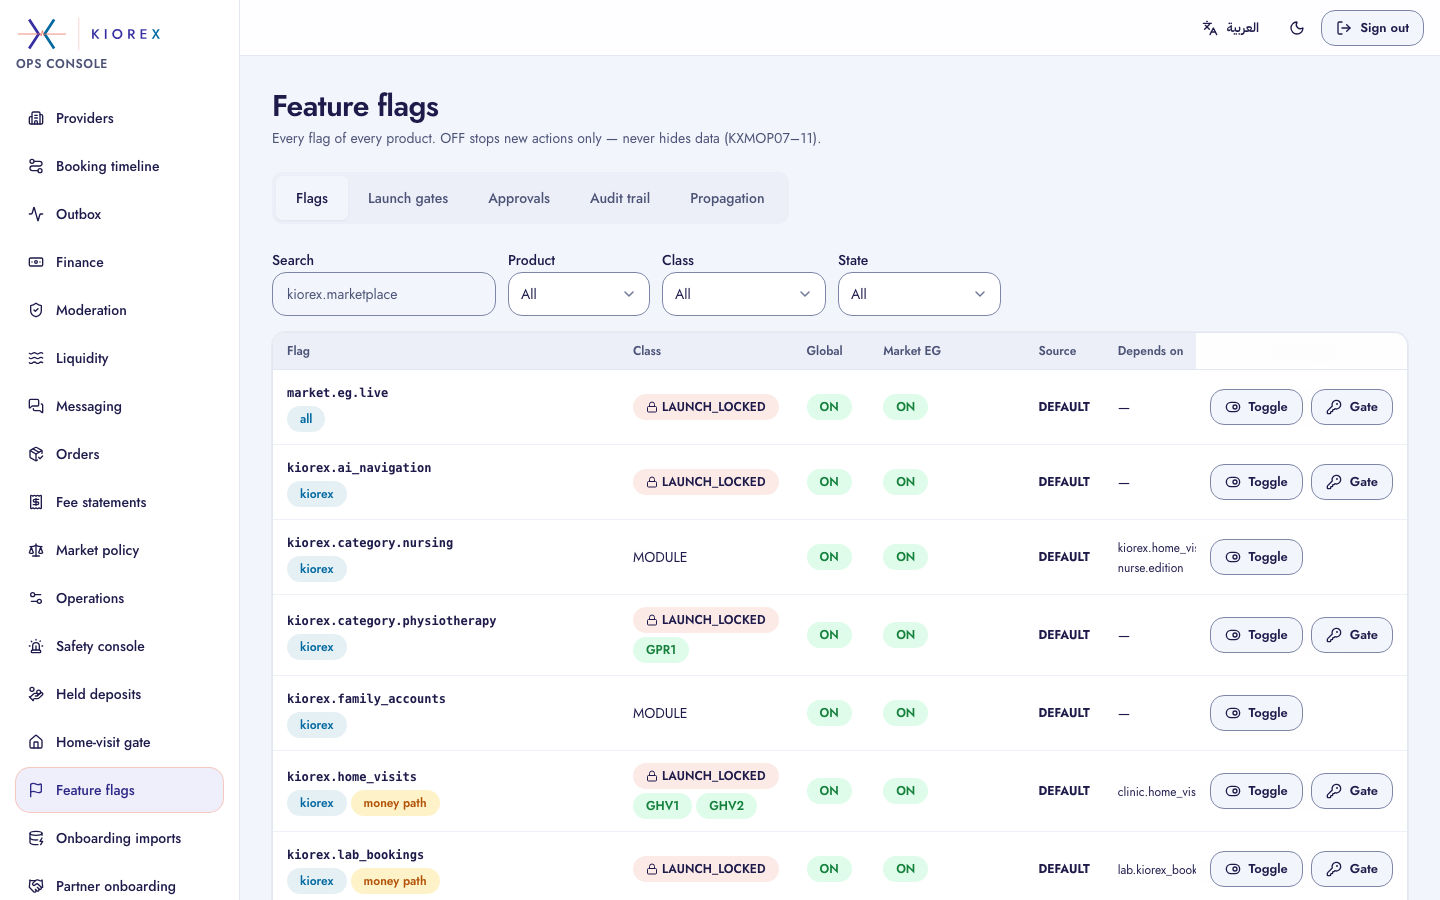 KIOREX
OPS CONSOLE
العربية
Sign out
Providers
Booking timeline
Outbox
Finance
Moderation
Liquidity
Messaging
Orders
Fee statements
Market policy
Operations
Safety console
Held deposits
Home-visit gate
Feature flags
Onboarding imports
Partner onboarding
Feature flags
Every flag of every product. OFF stops new actions only — never hides data (KXMOP07–11).
Flags Launch gates Approvals Audit trail Propagation
Search Product Class State
kiorex.marketplace All All All
Flag Class Global Market EG Source Depends on
market.eg.live
all
LAUNCH_LOCKED ON ON DEFAULT — Toggle Gate
kiorex.ai_navigation
kiorex
LAUNCH_LOCKED ON ON DEFAULT — Toggle Gate
kiorex.category.nursing
kiorex
MODULE ON ON DEFAULT
kiorex.home_vis
nurse.edition
Toggle
kiorex.category.physiotherapy
kiorex
LAUNCH_LOCKED
GPR1
ON ON DEFAULT — Toggle Gate
kiorex.family_accounts
kiorex
MODULE ON ON DEFAULT — Toggle
kiorex.home_visits
kiorex money path
LAUNCH_LOCKED
GHV1 GHV2
ON ON DEFAULT clinic.home_vis Toggle Gate
kiorex.lab_bookings
kiorex money path
LAUNCH_LOCKED ON ON DEFAULT lab.kiorex_book Toggle Gate